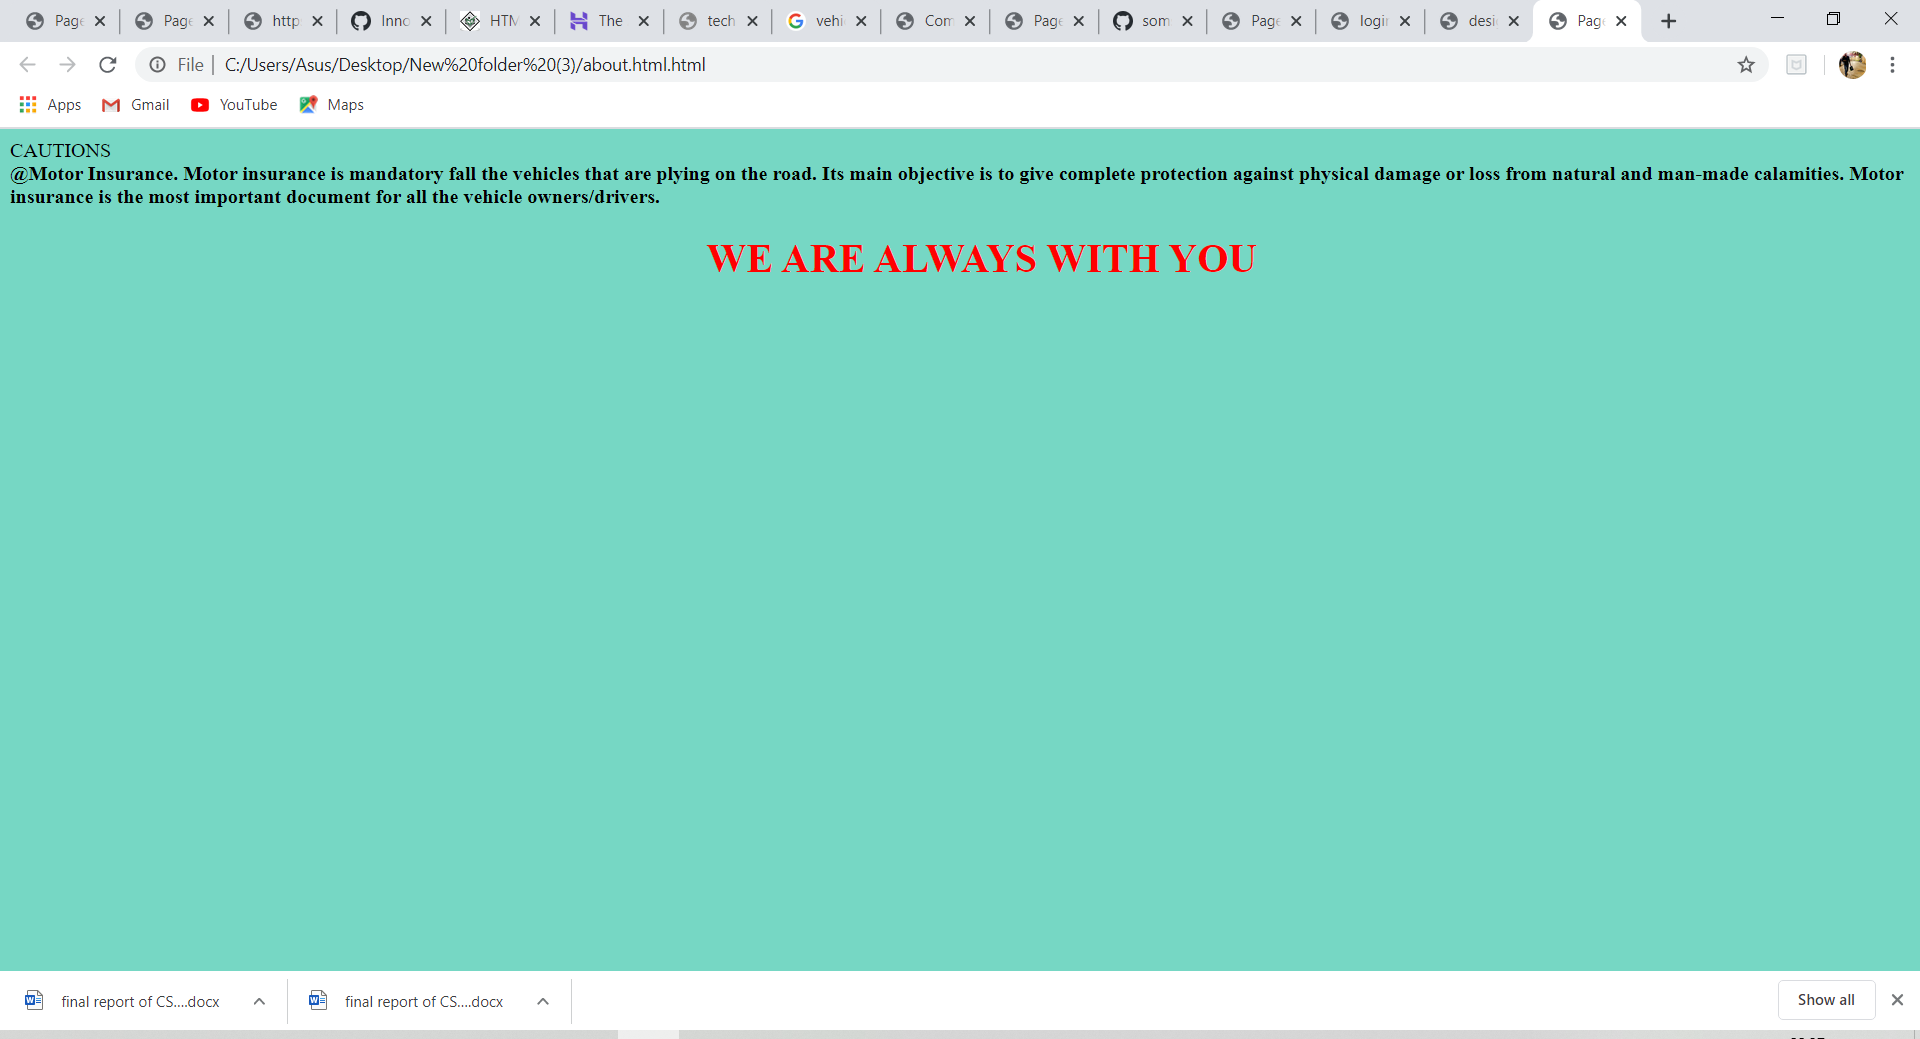 Page
Page
http
Inno
HTM
The
tech
vehi
Com
Page
som
Page
login
desi
Page
File | C:/Users/Asus/Desktop/New%20folder%20(3)/about.html.html
Apps Gmail YouTube Maps
CAUTIONS
@Motor Insurance. Motor insurance is mandatory fall the vehicles that are plying on the road. Its main objective is to give complete protection against physical damage or loss from natural and man-made calamities. Motor
insurance is the most important document for all the vehicle owners/drivers.
WE ARE ALWAYS WITH YOU
final report of CS....docx
final report of CS....docx
Show all